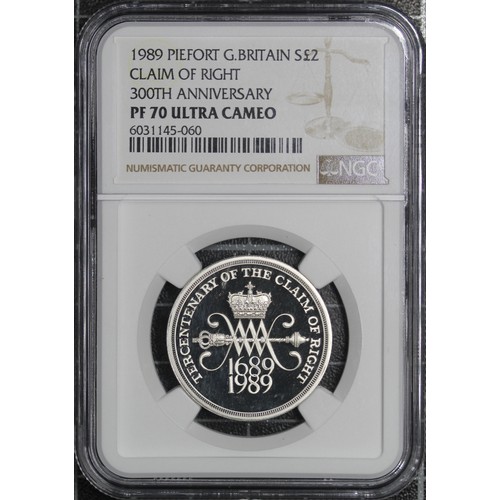 1989 PIEFORT G.BRITAIN S£2
CLAIM OF RIGHT
300TH ANNIVERSARY
PF 70 ULTRA CAMEO
6031145-060
NUMISMATIC GUARANTY CORPORATION
NGC
TERCENTENARY OF THE CLAIM OF RIGHT
1689
1989